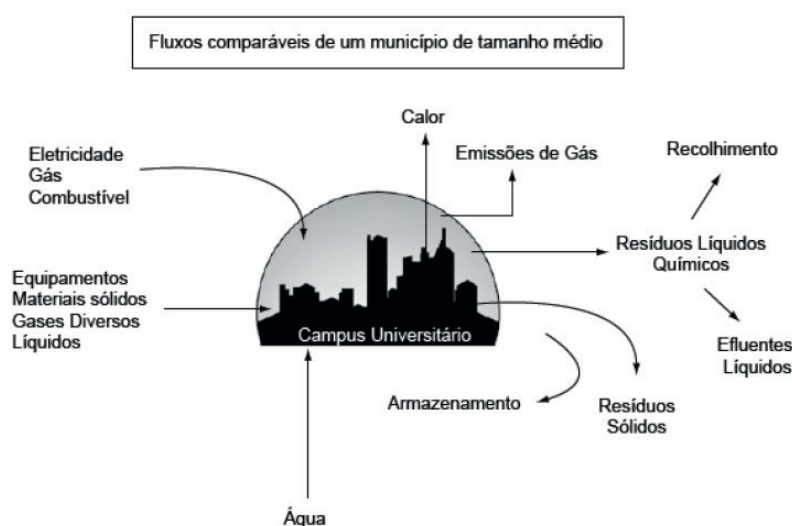 Fluxos comparáveis de um município de tamanho médio
Calor
Emissões de Gás
Recolhimento
Eletricidade
Gás
Combustível
Resíduos Líquidos
Químicos
Equipamentos
Materiais sólidos
Gases Diversos
Líquidos
Campus Universitário
Efluentes
Líquidos
Armazenamento
Resíduos
Sólidos
Água